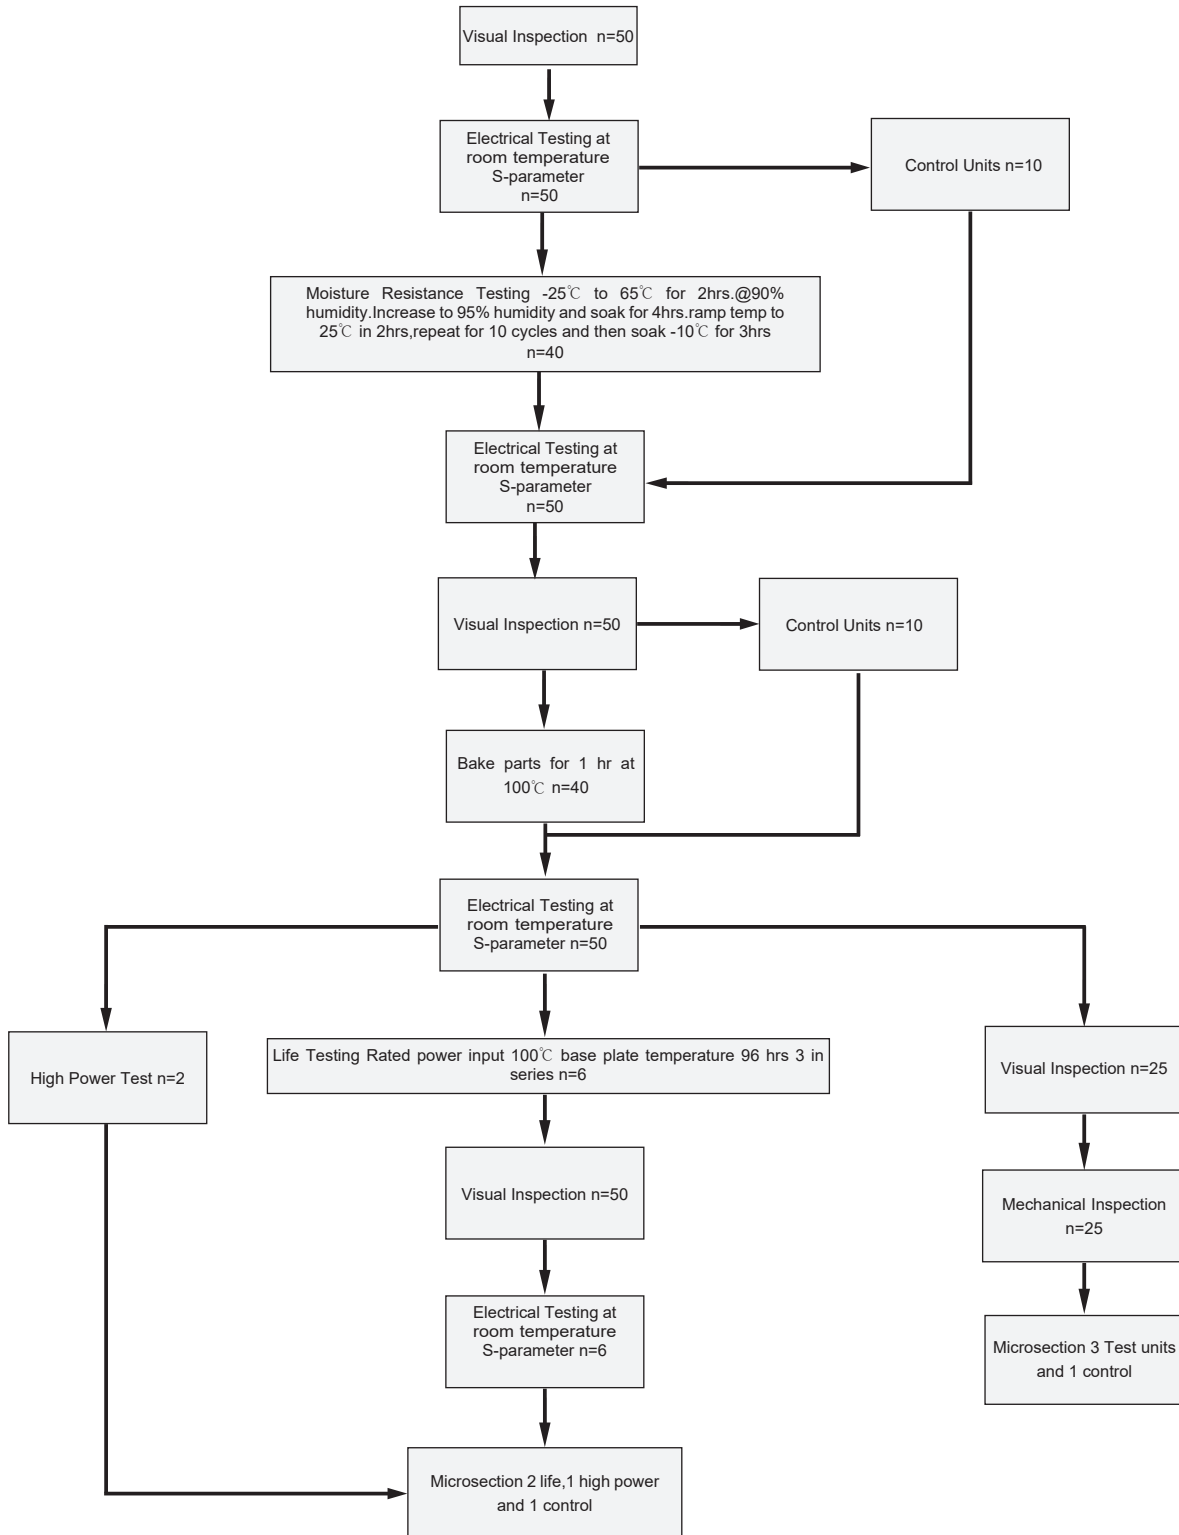 Visual Inspection n=50
Electrical Testing at
room temperature
S-parameter
n=50
Control Units n=10
Moisture Resistance Testing -25℃ to 65℃ for 2hrs.@90%
humidity.Increase to 95% humidity and soak for 4hrs.ramp temp to
25℃ in 2hrs,repeat for 10 cycles and then soak -10℃ for 3hrs
n=40
Electrical Testing at
room temperature
S-parameter
n=50
Visual Inspection n=50
Control Units n=10
Bake parts for 1 hr at
100℃ n=40
Electrical Testing at
room temperature
S-parameter n=50
High Power Test n=2
Life Testing Rated power input 100℃ base plate temperature 96 hrs 3 in
series n=6
Visual Inspection n=25
Visual Inspection n=50
Mechanical Inspection
n=25
Electrical Testing at
room temperature
S-parameter n=6
Microsection 3 Test units
and 1 control
Microsection 2 life,1 high power
and 1 control